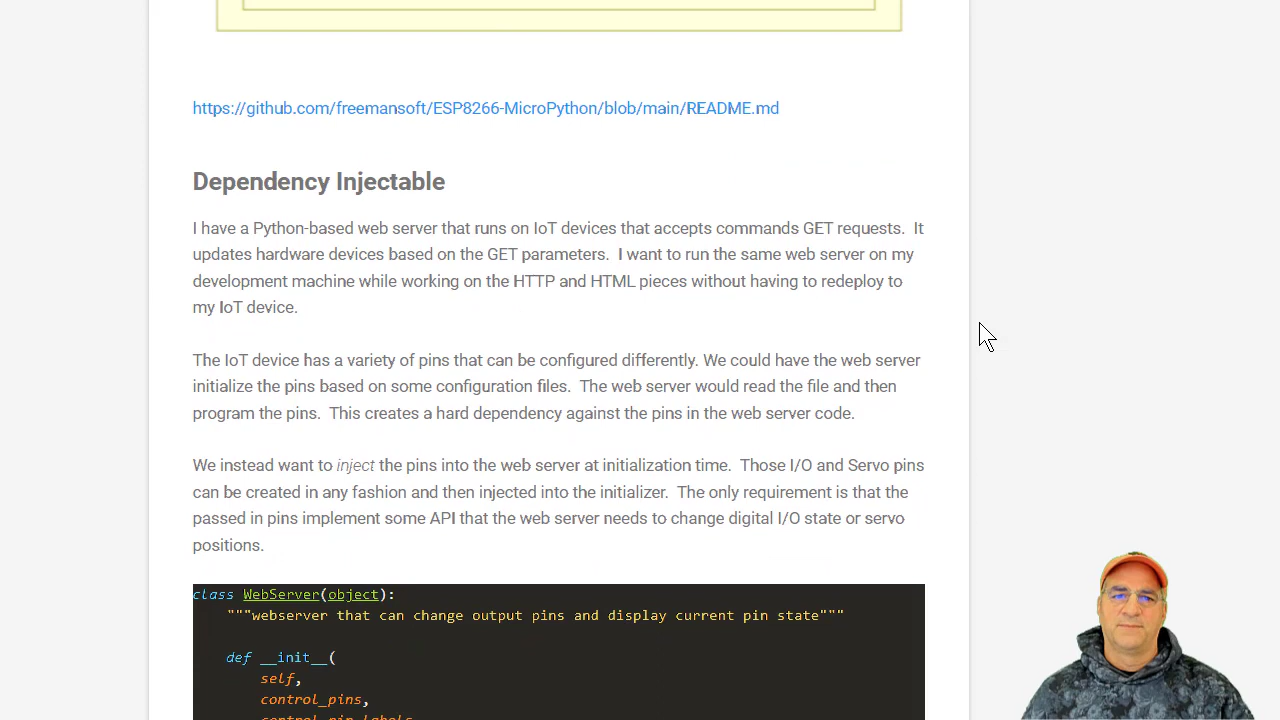 https://github.com/freemansoft/ESP8266-MicroPython/blob/main/README.md
Dependency Injectable
I have a Python-based web server that runs on IoT devices that accepts commands GET requests.  It
updates hardware devices based on the GET parameters.  I want to run the same web server on my
development machine while working on the HTTP and HTML pieces without having to redeploy to
my IoT device.
The IoT device has a variety of pins that can be configured differently. We could have the web server
initialize the pins based on some configuration files.  The web server would read the file and then
program the pins.  This creates a hard dependency against the pins in the web server code.
We instead want to inject the pins into the web server at initialization time.  Those I/O and Servo pins
can be created in any fashion and then injected into the initializer.  The only requirement is that the
passed in pins implement some API that the web server needs to change digital I/O state or servo
positions.
class WebServer(object):
"""webserver that can change output pins and display current pin state"""
def __init__(
self,
control_pins,
control_pin_labels